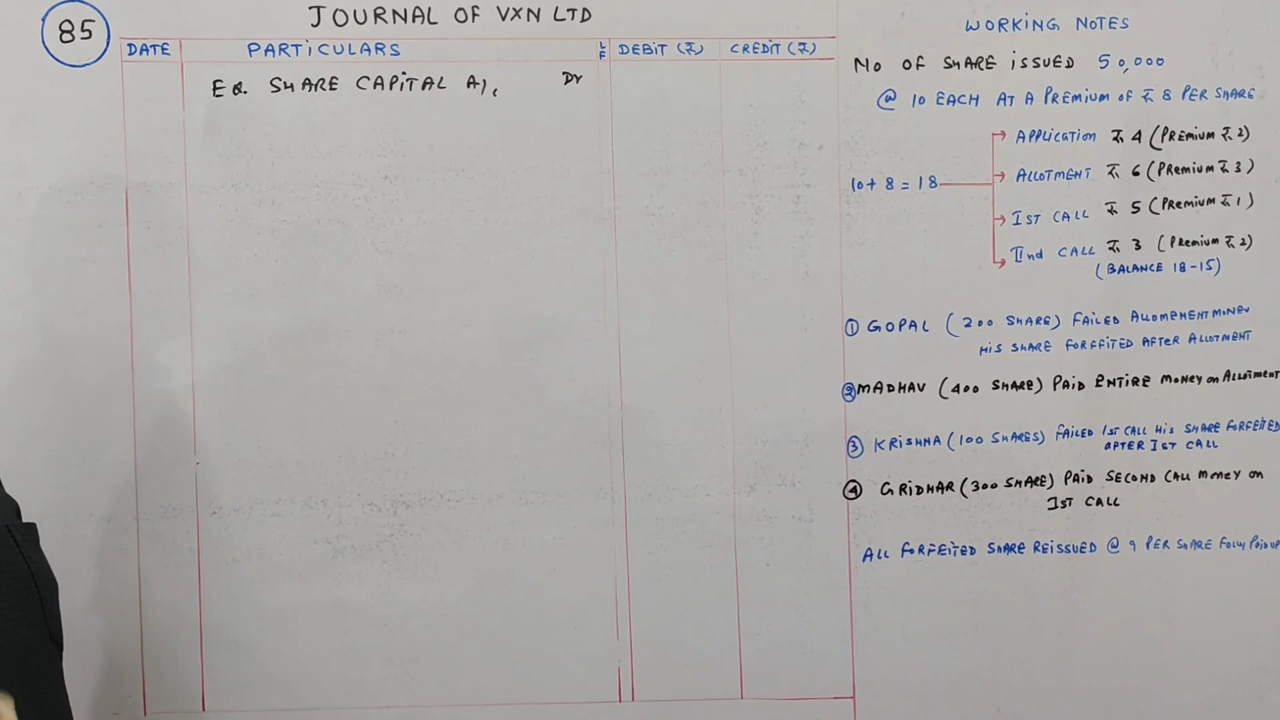 85
JOURNAL OF VXN LTD
DATE PARTICULARS LF DEBIT (₹) CREDIT (₹)
EQ. SHARE CAPITAL A/c Dr
WORKING NOTES
NO OF SHARE ISSUED 50,000
@ 10 EACH AT A PREMIUM OF ₹ 8 PER SHARE
10 + 8 = 18
APPLICATION ₹ 4 (PREMIUM ₹ 2)
ALLOTMENT ₹ 6 (PREMIUM ₹ 3)
IST CALL ₹ 5 (PREMIUM ₹ 1)
IInd CALL ₹ 3 (PREMIUM ₹ 2)
(BALANCE 18-15)
① GOPAL (200 SHARE) FAILED MONEY
HIS SHARE FORFFITED AFTER ALLOTMENT
② MADHAV (400 SHARE) PAID ENTIRE MONEY on ALLOTMENT
③ KRISHNA (100 SHARES) FAILED IST CALL HIS SHARE FORFEITED
AFTER IST CALL
④ GRIDHAR (300 SHARE) PAID SECOND CALL MONEY on
IST CALL
ALL FORFEITED SHARE REISSUED @ 9 PER SHARE FULLY PAID UP